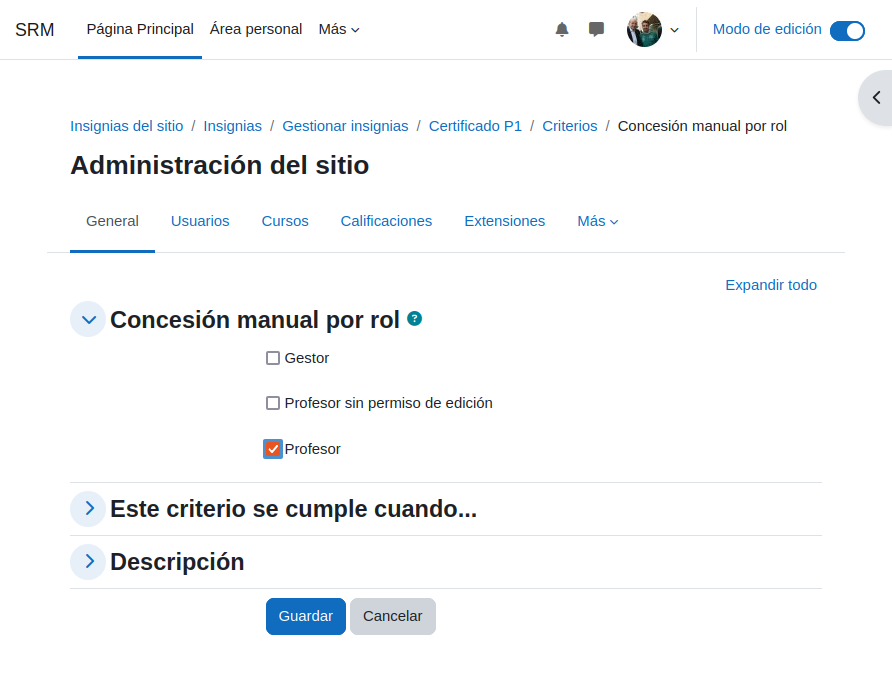 SRM Página Principal Área personal Más Modo de edición
Insignias del sitio / Insignias / Gestionar insignias / Certificado P1 / Criterios / Concesión manual por rol
Administración del sitio
General Usuarios Cursos Calificaciones Extensiones Más
Expandir todo
Concesión manual por rol ?
Gestor
Profesor sin permiso de edición
Profesor
Este criterio se cumple cuando...
Descripción
Guardar Cancelar